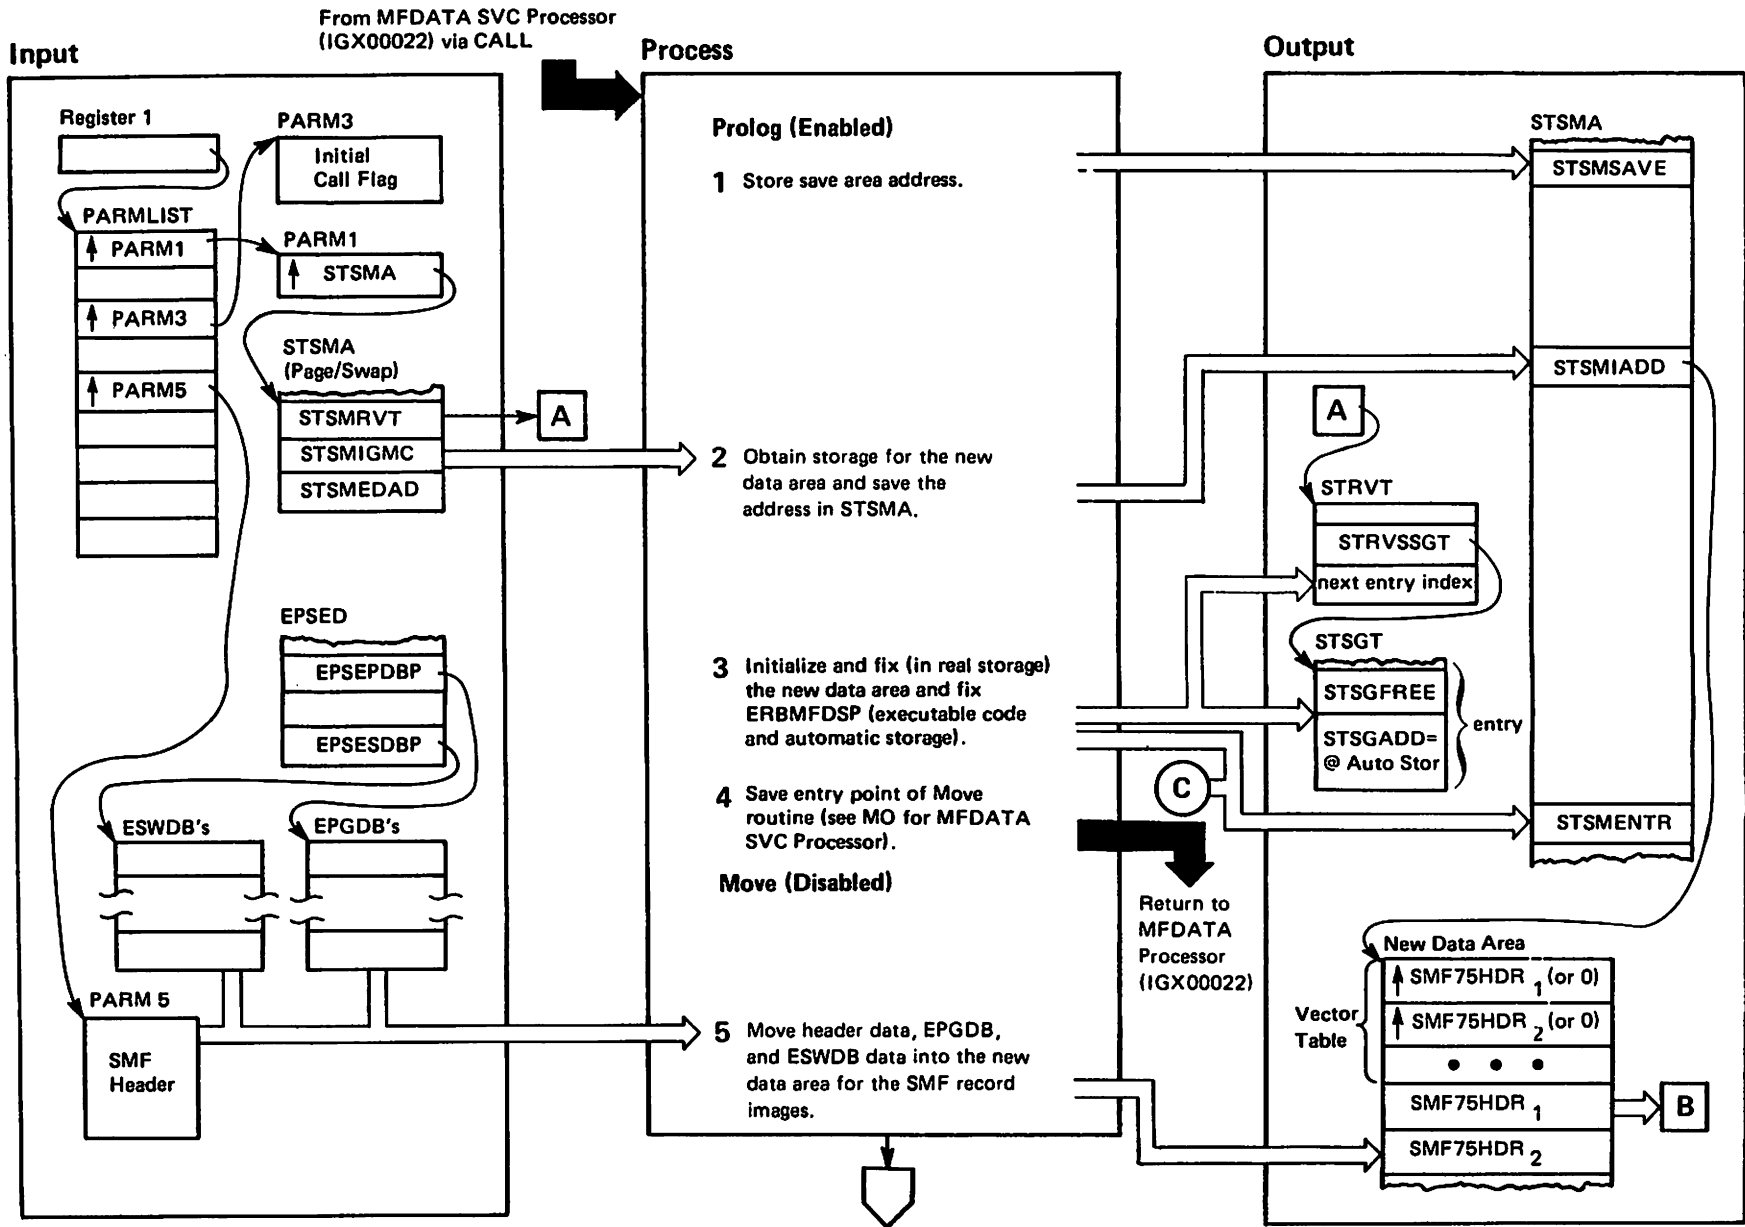 From MFDATA SVC Processor
(IGX00022) via CALL
Input
Process
Output
Register 1
PARM3
Initial
Call Flag
PARMLIST
PARM1
PARM3
PARM5
PARM1
STSMA
STSMA
(Page/Swap)
STSMRVT
STSMIGMC
STSMEDAD
A
EPSED
EPSEPDBP
EPSESDBP
ESWDB's
EPGDB's
PARM 5
SMF
Header
Prolog (Enabled)
1 Store save area address.
2 Obtain storage for the new
data area and save the
address in STSMA.
3 Initialize and fix (in real storage)
the new data area and fix
ERBMFDSP (executable code
and automatic storage).
4 Save entry point of Move
routine (see MO for MFDATA
SVC Processor).
Move (Disabled)
5 Move header data, EPGDB,
and ESWDB data into the new
data area for the SMF record
images.
C
Return to
MFDATA
Processor
(IGX00022)
STSMA
STSMSAVE
STSMIADD
A
STRVT
STRVSSGT
next entry index
STSGT
STSGFREE
STSGADD=
@ Auto Stor
entry
STSMENTR
New Data Area
SMF75HDR 1 (or 0)
SMF75HDR 2 (or 0)
• • •
Vector
Table
SMF75HDR 1
B
SMF75HDR 2